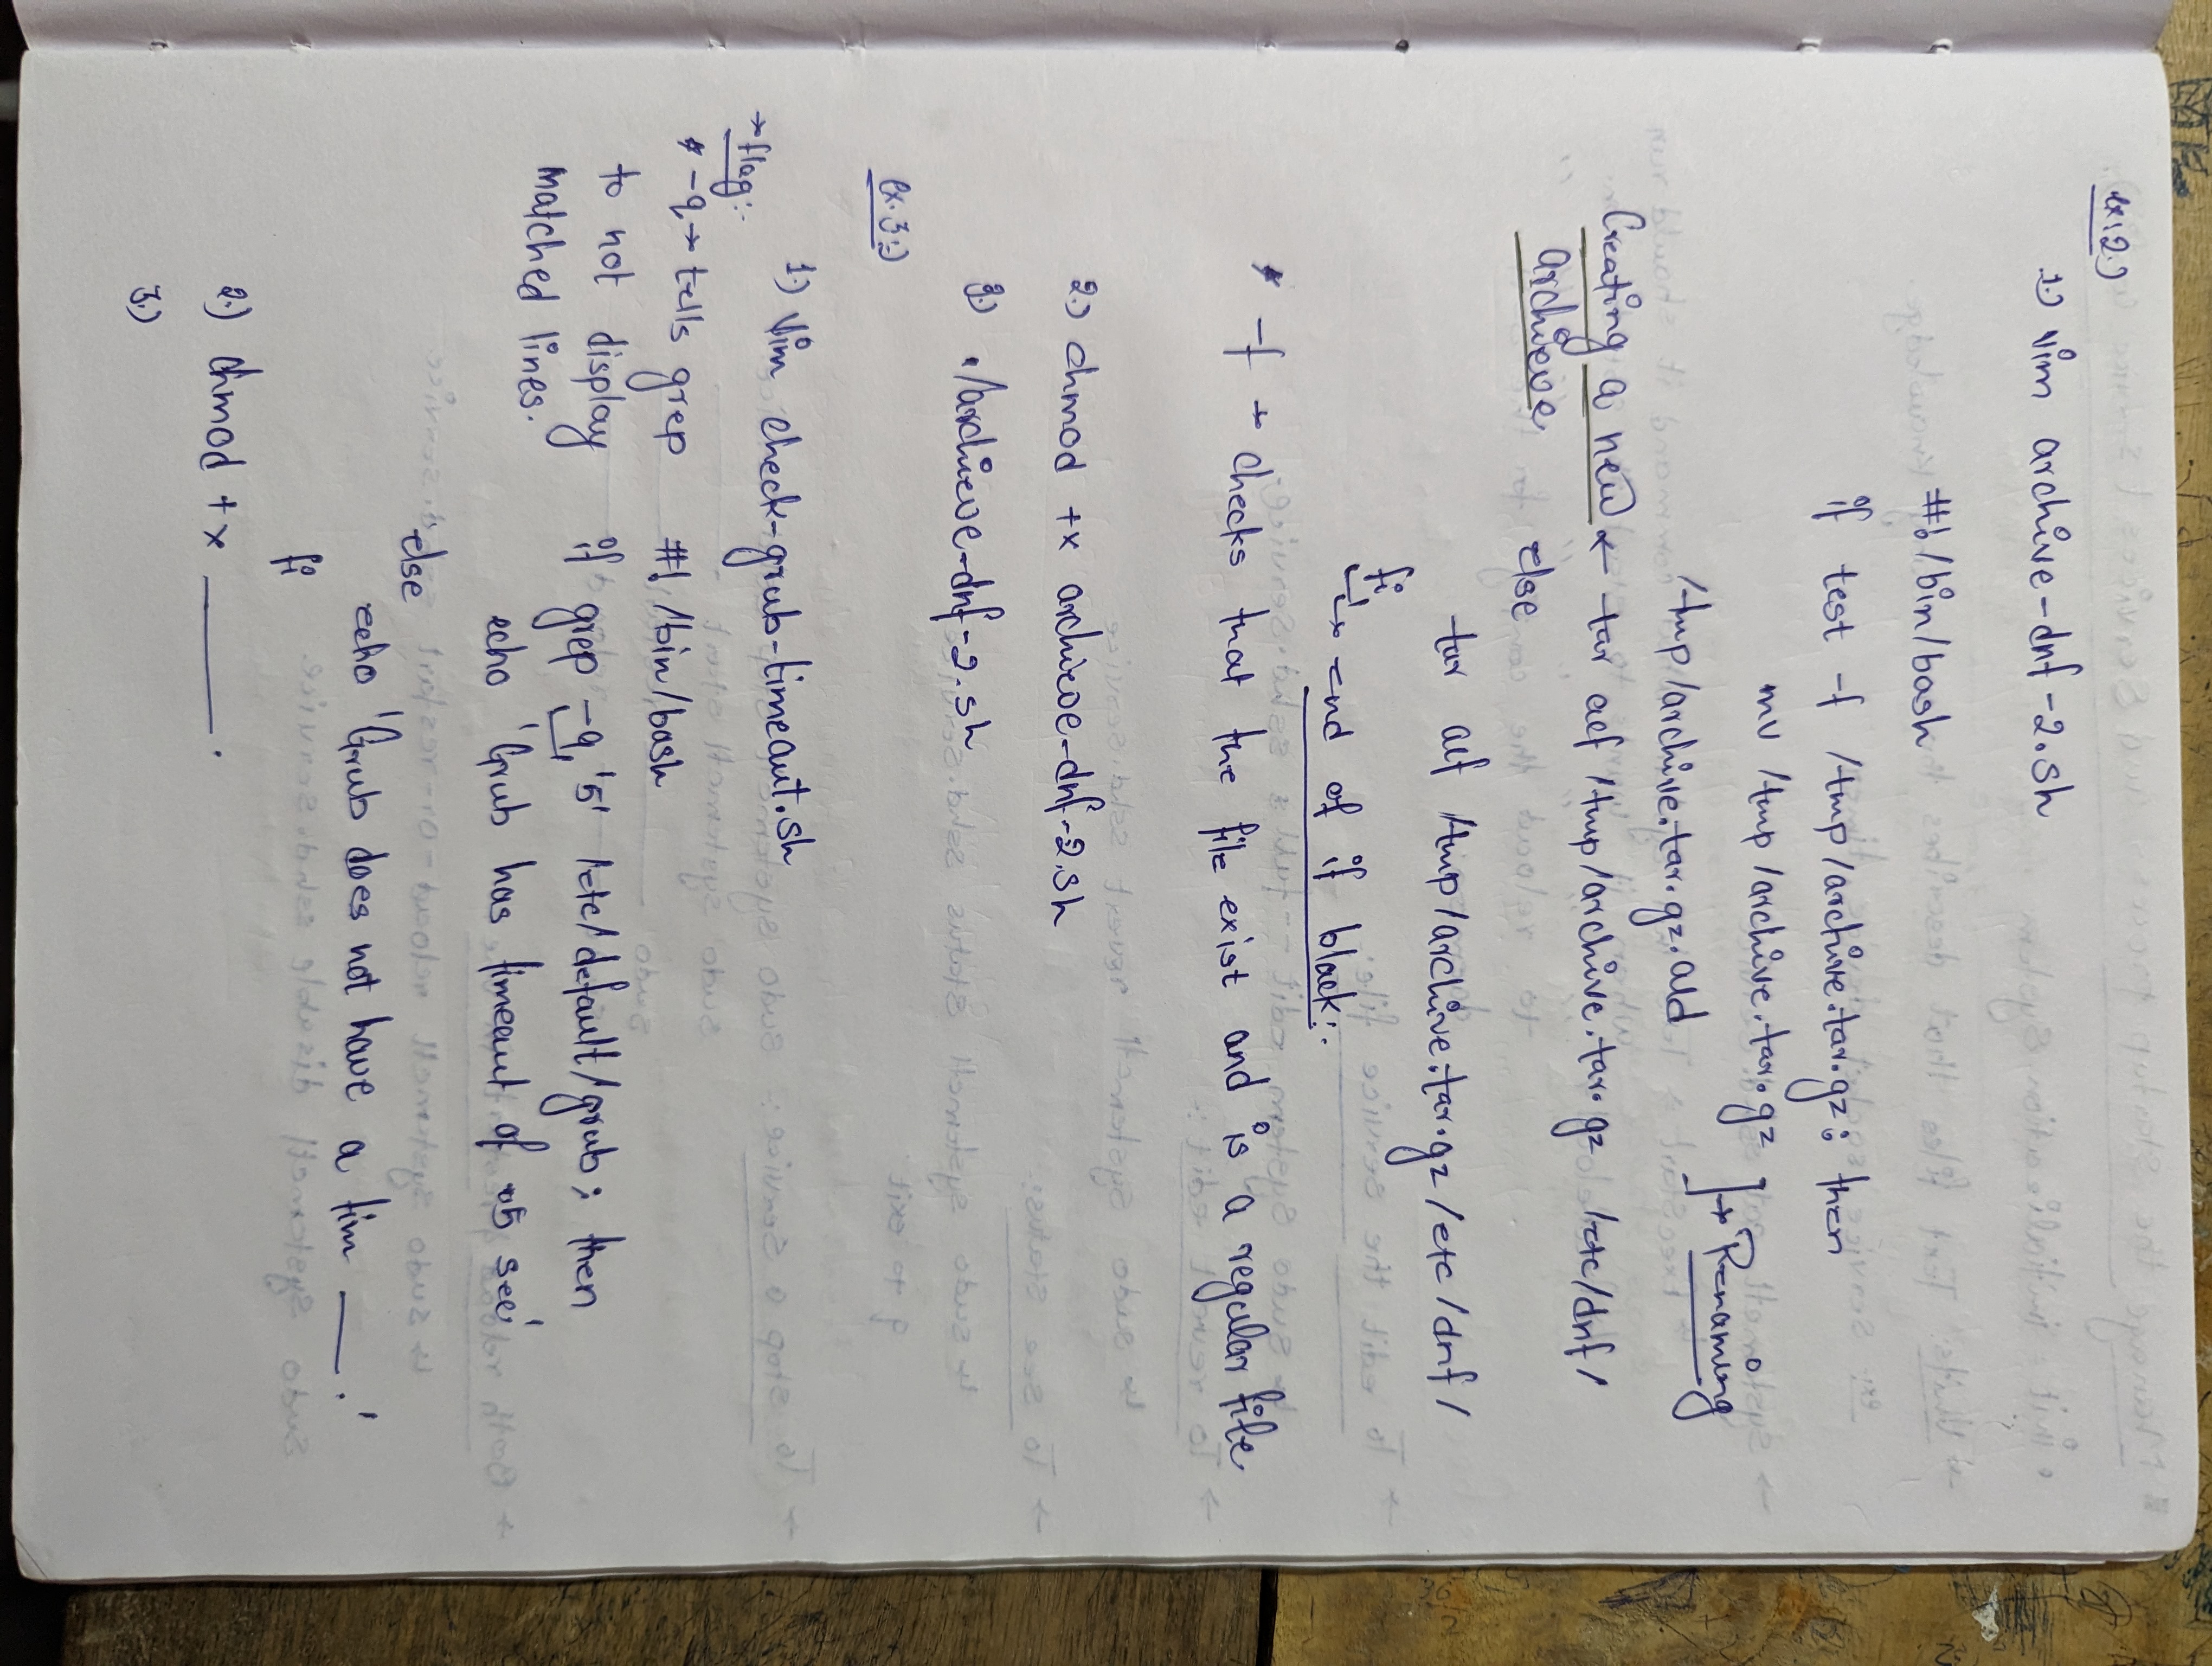 ex:2:)
1:) vim archive-dnf-2.sh
#!/bin/bash
if test -f /tmp/archive.tar.gz; then
mv /tmp/archive.tar.gz → Renaming
/tmp/archive.tar.gz.old
Creating a new ← tar acf /tmp/archive.tar.gz /etc/dnf/
archieve else
tar acf /tmp/archive.tar.gz /etc/dnf/
fi
→ end of if block:
* -f → checks that the file exist and is a regular file.
2:) chmod +x archieve-dnf-2.sh
3:) ./archieve-dnf-2.sh
ex:3:)
1:) vim check-grub-timeout.sh
→ flag:
* -q → tells grep #! /bin/bash
to not display if grep -q '5' /etc/default/grub; then
matched lines. echo 'Grub has timeout of 05 sec'
else
echo 'Grub does not have a tim ____.'
fi
2:) chmod +x ____.
3:)